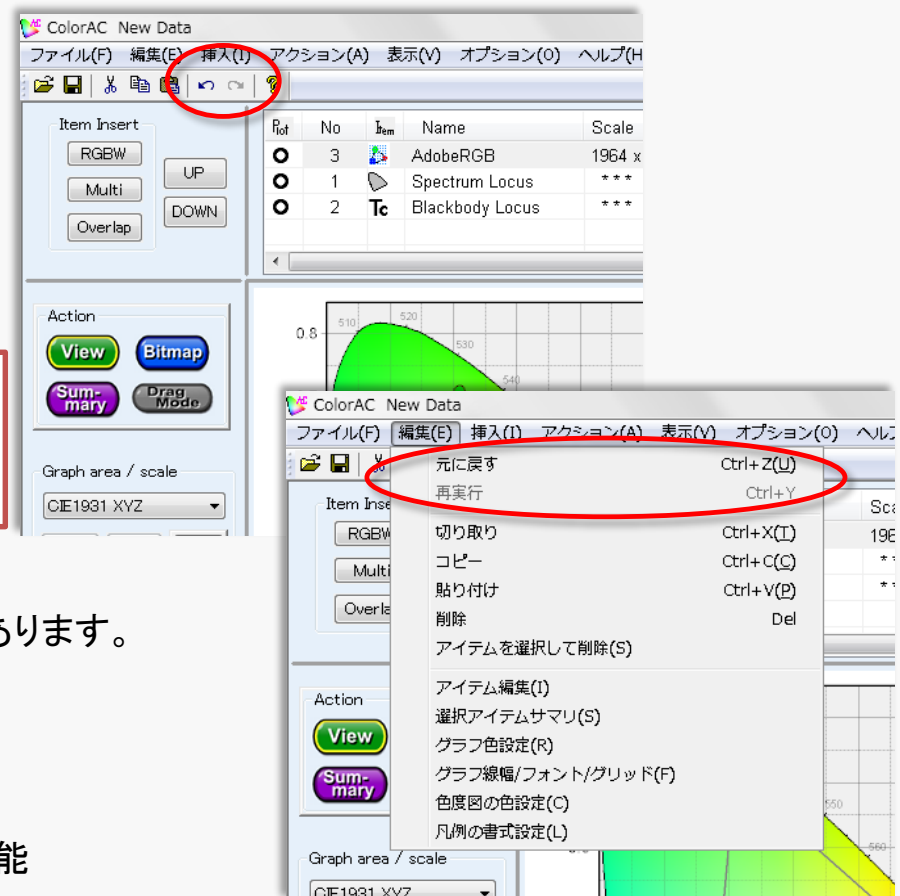 ColorAC New Data
ファイル(F) 編集(E) 挿入(I) アクション(A) 表示(V) オプション(O) ヘルプ(H
Item Insert
RGBW
Multi
Overlap
UP
DOWN
Plot No Item Name Scale
3 AdobeRGB 1964 x
1 Spectrum Locus ***
2 Tc Blackbody Locus ***
Action
View Bitmap
Sum-mary Drag Mode
Graph area / scale
CIE1931 XYZ
0.8
510
520
530
540
あります。
能
ColorAC New Data
ファイル(F) 編集(E) 挿入(I) アクション(A) 表示(V) オプション(O) ヘル
元に戻す Ctrl+Z(U)
再実行 Ctrl+Y
切り取り Ctrl+X(T)
コピー Ctrl+C(C)
貼り付け Ctrl+V(P)
削除 Del
アイテムを選択して削除(S)
アイテム編集(I)
選択アイテムサマリ(S)
グラフ色設定(R)
グラフ線幅/フォント/グリッド(F)
色度図の色設定(C)
凡例の書式設定(L)
Item Inse
RGBW
Multi
Overla
Sca
196
**
**
Action
View
Sum-mary
Graph area / scale
CIE1931 XYZ
550
560